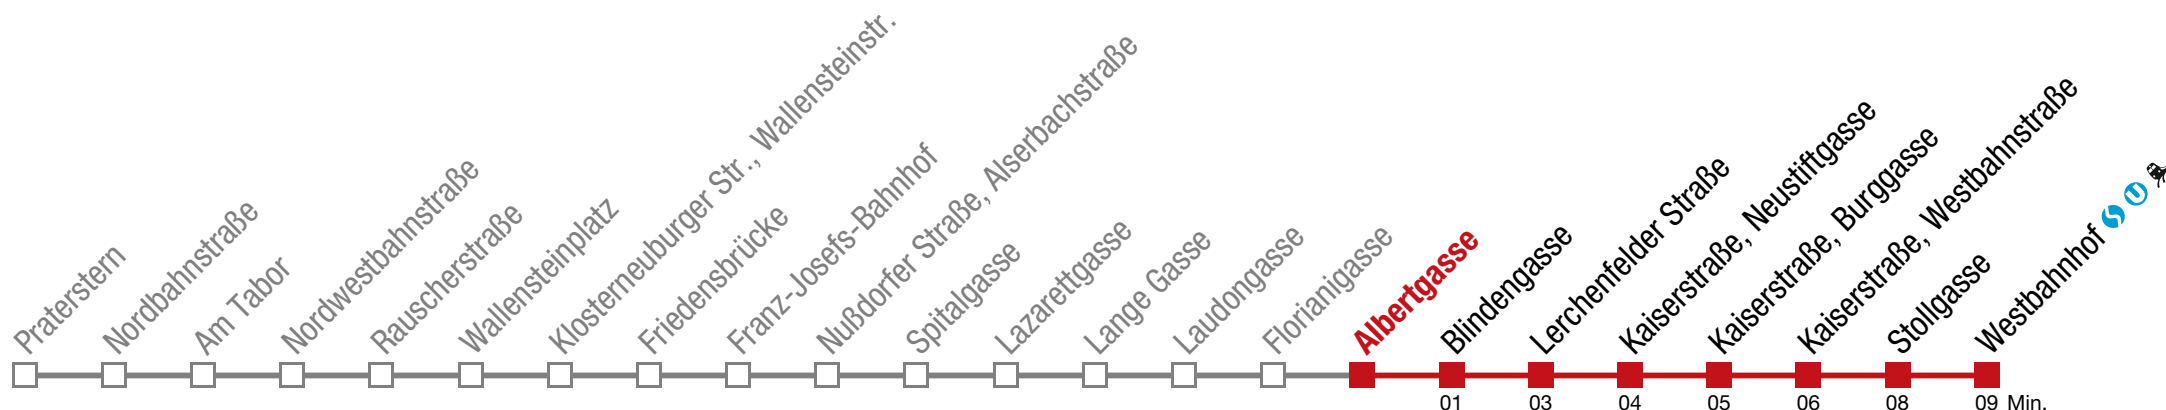 Praterstern
Nordbahnstraße
Am Tabor
Nordwestbahnstraße
Rauscherstraße
Wallensteinplatz
Klosterneuburger Str., Wallensteinstr.
Friedensbrücke
Franz-Josefs-Bahnhof
Nußdorfer Straße, Alserbachstraße
Spitalgasse
Lazarettgasse
Lange Gasse
Laudongasse
Florianigasse
Albertgasse
Blindengasse
Lerchenfelder Straße
Kaiserstraße, Neustiftgasse
Kaiserstraße, Burggasse
Kaiserstraße, Westbahnstraße
Stollgasse
Westbahnhof S U
01 03 04 05 06 08 09 Min.